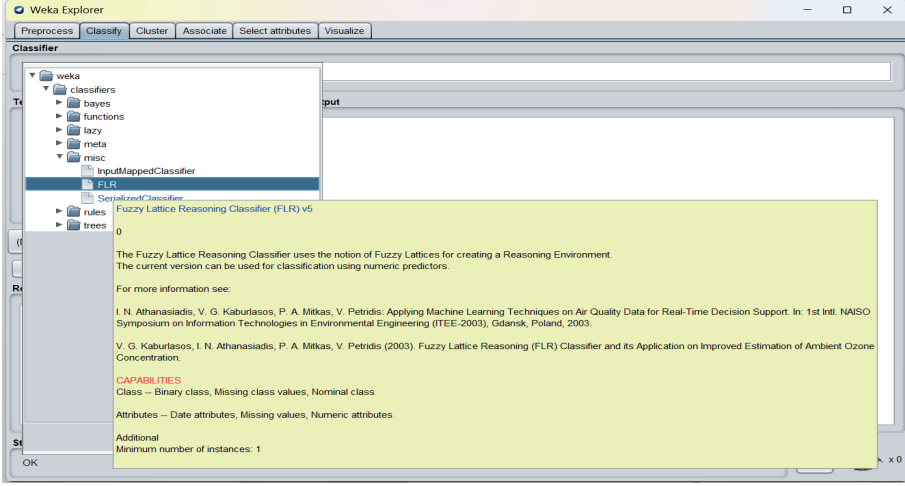 Weka Explorer
Preprocess Classify Cluster Associate Select attributes Visualize
Classifier
weka
classifiers
bayes
functions
lazy
meta
misc
InputMappedClassifier
FLR
SerializedClassifier
rules
trees
Fuzzy Lattice Reasoning Classifier (FLR) v5
0
The Fuzzy Lattice Reasoning Classifier uses the notion of Fuzzy Lattices for creating a Reasoning Environment.
The current version can be used for classification using numeric predictors.
For more information see:
I. N. Athanasiadis, V. G. Kaburlasos, P. A. Mitkas, V. Petridis: Applying Machine Learning Techniques on Air Quality Data for Real-Time Decision Support. In: 1st Intl. NAISO
Symposium on Information Technologies in Environmental Engineering (ITEE-2003), Gdansk, Poland, 2003.
V. G. Kaburlasos, I. N. Athanasiadis, P. A. Mitkas, V. Petridis (2003). Fuzzy Lattice Reasoning (FLR) Classifier and its Application on Improved Estimation of Ambient Ozone
Concentration.
CAPABILITIES
Class -- Binary class, Missing class values, Nominal class
Attributes -- Date attributes, Missing values, Numeric attributes
Additional
Minimum number of instances: 1
OK
x 0